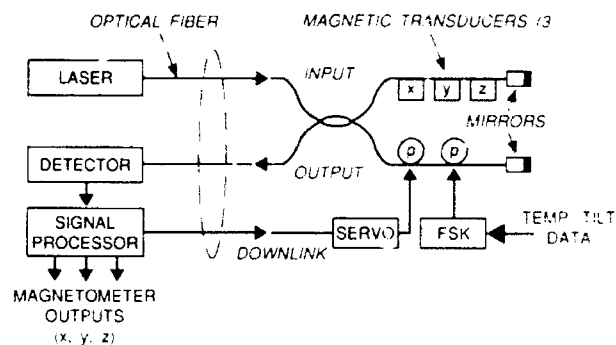 OPTICAL FIBER
MAGNETIC TRANSDUCERS (3
LASER
INPUT
x y z
MIRRORS
DETECTOR
OUTPUT
p p
SIGNAL
PROCESSOR
DOWNLINK
SERVO
FSK
TEMP, TILT
DATA
MAGNETOMETER
OUTPUTS
(x, y, z)